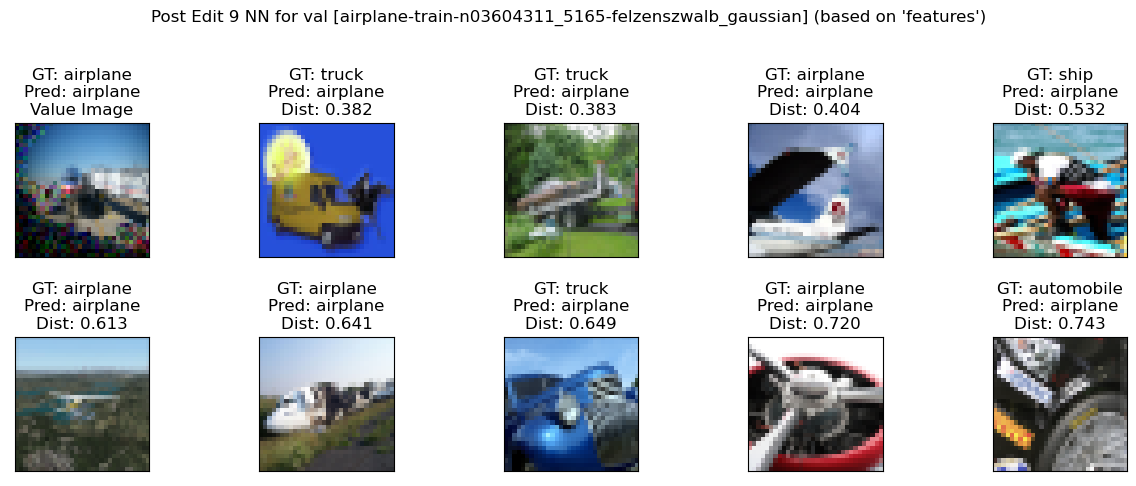 Post Edit 9 NN for val [airplane-train-n03604311_5165-felzenszwalb_gaussian] (based on 'features')
GT: airplane
Pred: airplane
Value Image
GT: truck
Pred: airplane
Dist: 0.382
GT: truck
Pred: airplane
Dist: 0.383
GT: airplane
Pred: airplane
Dist: 0.404
GT: ship
Pred: airplane
Dist: 0.532
GT: airplane
Pred: airplane
Dist: 0.613
GT: airplane
Pred: airplane
Dist: 0.641
GT: truck
Pred: airplane
Dist: 0.649
GT: airplane
Pred: airplane
Dist: 0.720
GT: automobile
Pred: airplane
Dist: 0.743